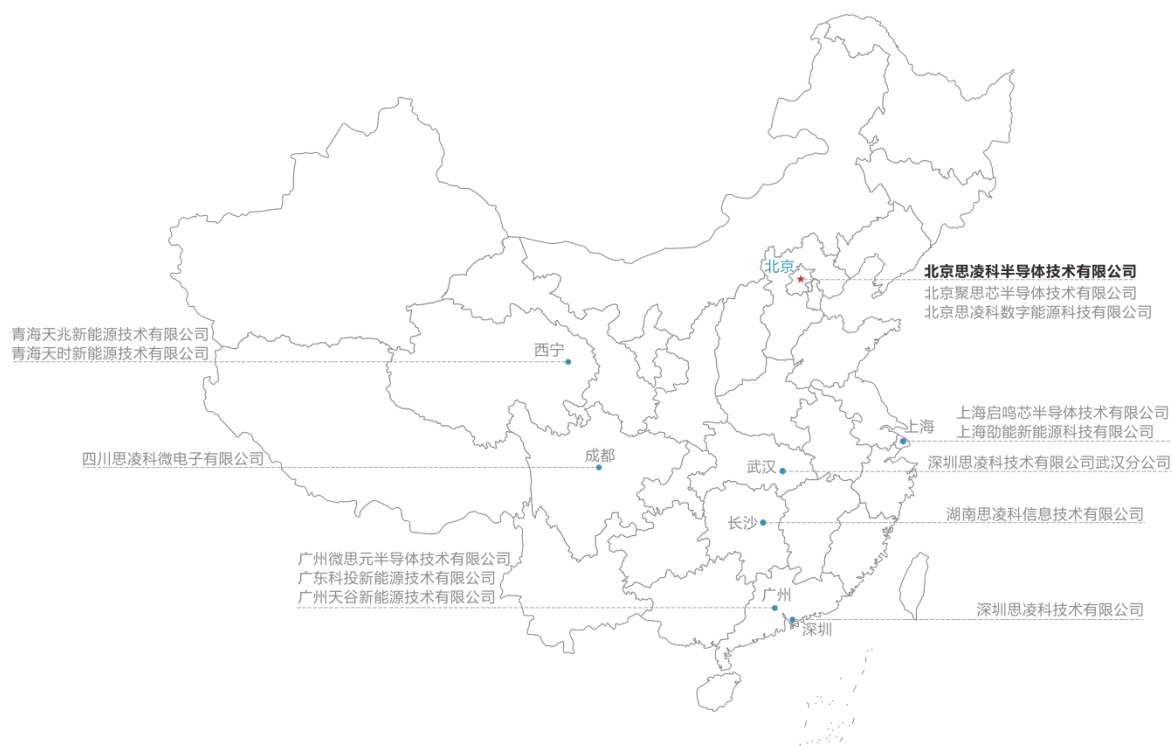 北京
北京思凌科半导体技术有限公司
北京聚思芯半导体技术有限公司
北京思凌科数字能源科技有限公司
青海天兆新能源技术有限公司
青海天时新能源技术有限公司
西宁
上海启鸣芯半导体技术有限公司
上海劭能新能源科技有限公司
上海
四川思凌科微电子有限公司
成都
武汉
深圳思凌科技术有限公司武汉分公司
长沙
湖南思凌科信息技术有限公司
广州微思元半导体技术有限公司
广东科投新能源技术有限公司
广州天谷新能源技术有限公司
广州
深圳思凌科技术有限公司
深圳